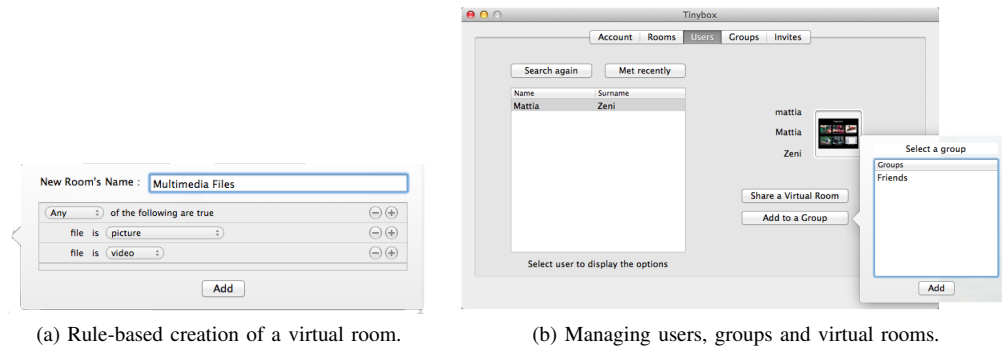 New Room's Name : Multimedia Files
Any of the following are true
file is picture
file is video
Add
(a) Rule-based creation of a virtual room.
Tinybox
Account Rooms Users Groups Invites
Search again Met recently
Name Surname
Mattia Zeni
mattia
Mattia
Zeni
Share a Virtual Room
Add to a Group
Select user to display the options
Select a group
Groups
Friends
Add
(b) Managing users, groups and virtual rooms.